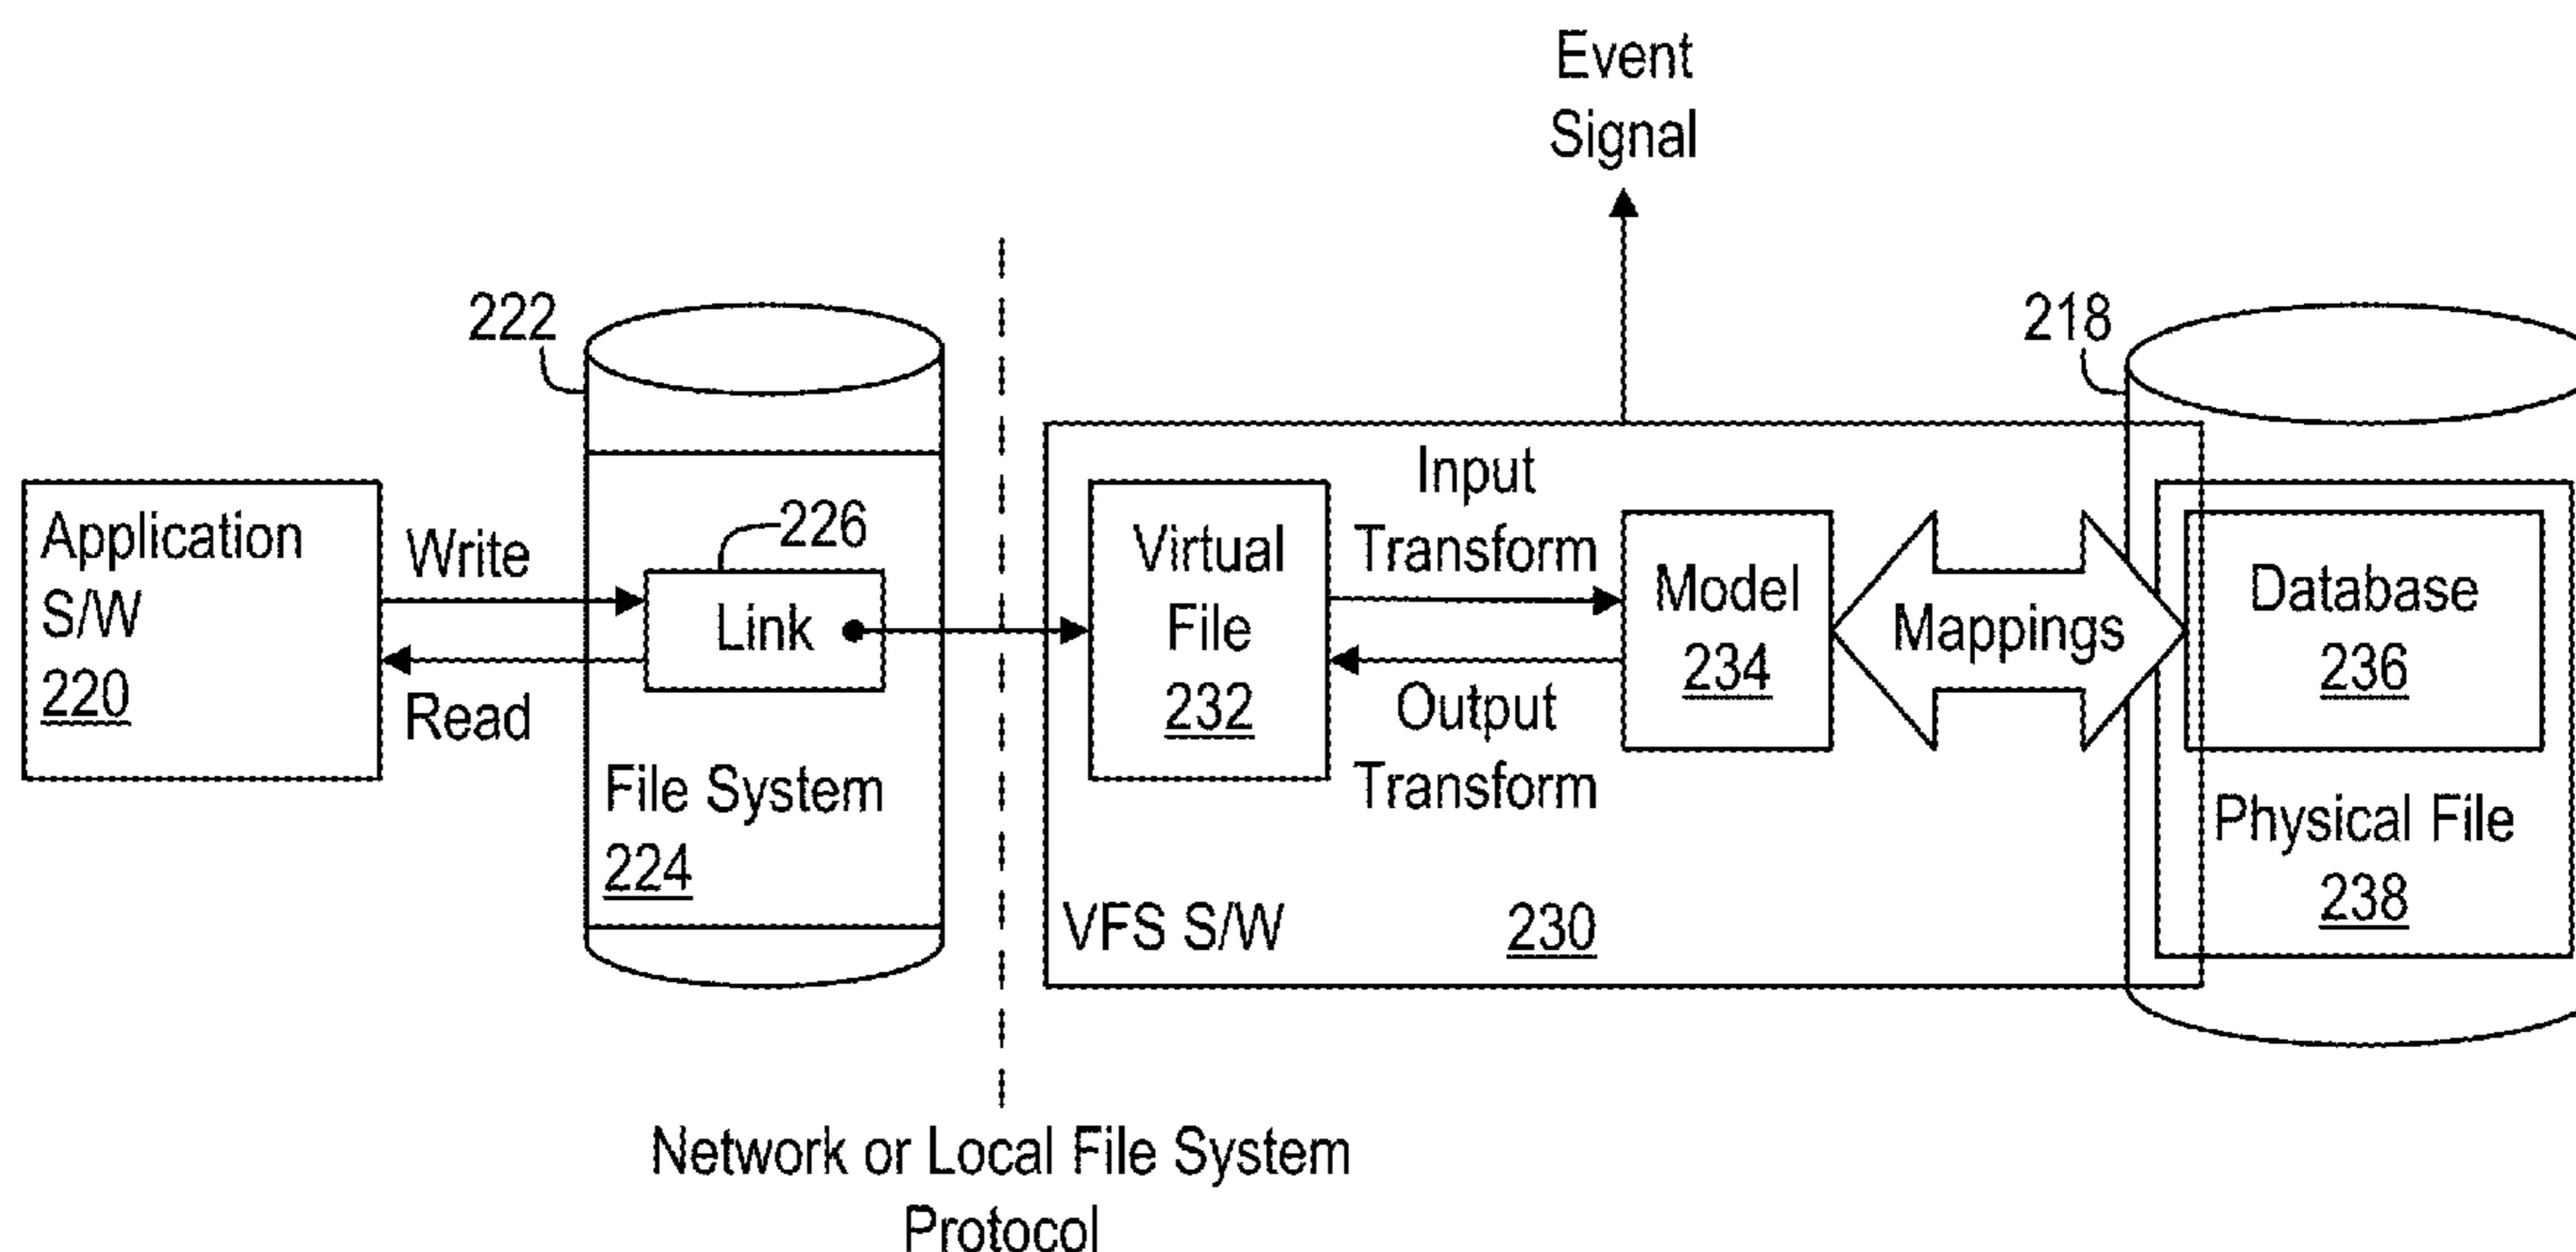 Event
Signal
222
218
Application
S/W
220
Write
Read
226
Link
File System
224
Virtual
File
232
Input
Transform
Output
Transform
Model
234
Mappings
Database
236
Physical File
238
VFS S/W
230
Network or Local File System
Protocol